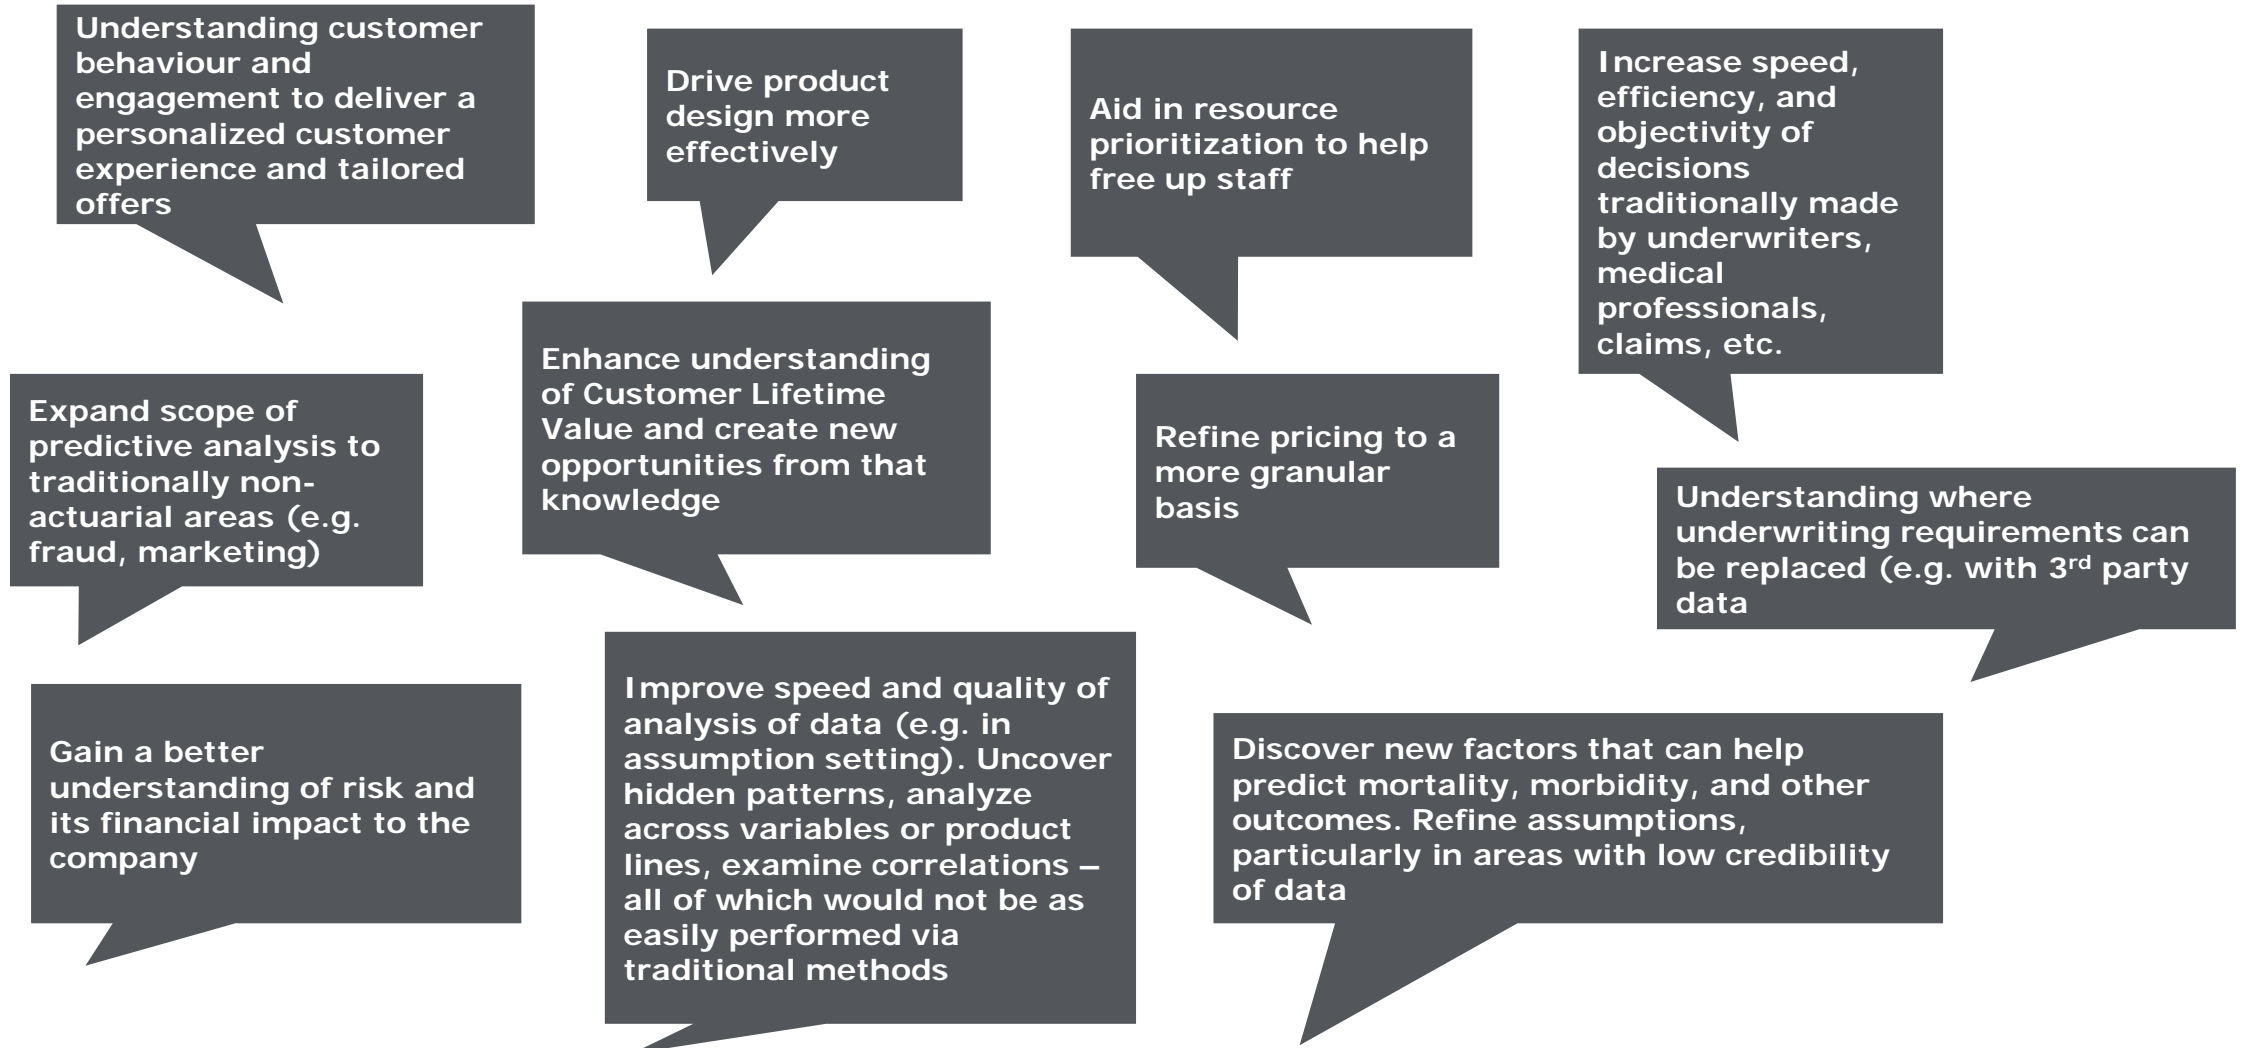 Understanding customer
behaviour and
engagement to deliver a
personalized customer
experience and tailored
offers
Drive product
design more
effectively
Aid in resource
prioritization to help
free up staff
Increase speed,
efficiency, and
objectivity of
decisions
traditionally made
by underwriters,
medical
professionals,
claims, etc.
Expand scope of
predictive analysis to
traditionally non-
actuarial areas (e.g.
fraud, marketing)
Enhance understanding
of Customer Lifetime
Value and create new
opportunities from that
knowledge
Refine pricing to a
more granular
basis
Understanding where
underwriting requirements can
be replaced (e.g. with 3rd party
data
Gain a better
understanding of risk and
its financial impact to the
company
Improve speed and quality of
analysis of data (e.g. in
assumption setting). Uncover
hidden patterns, analyze
across variables or product
lines, examine correlations –
all of which would not be as
easily performed via
traditional methods
Discover new factors that can help
predict mortality, morbidity, and other
outcomes. Refine assumptions,
particularly in areas with low credibility
of data